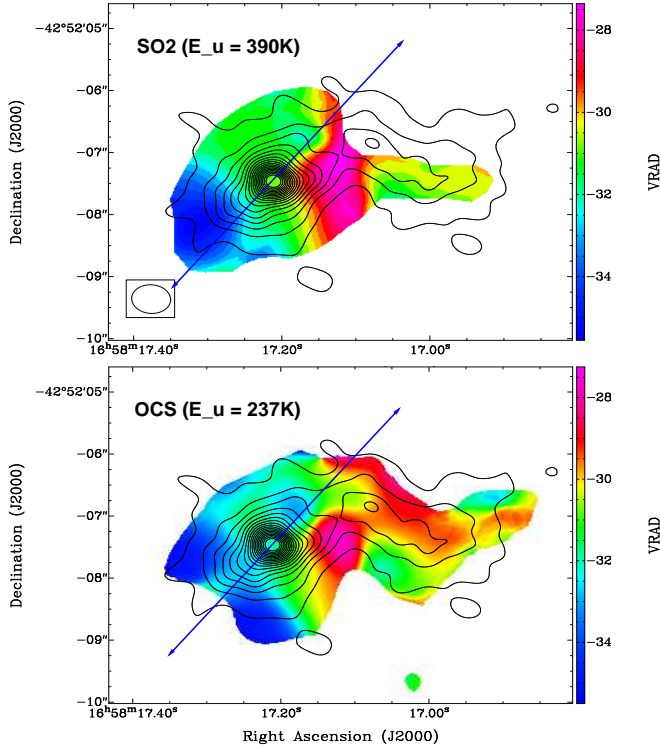 SO2 (E_u = 390K)
Declination (J2000)
−42°52′05″
−06″
−07″
−08″
−09″
−10″
16ʰ58ᵐ17.40ˢ
17.20ˢ
17.00ˢ
−28
−30
−32
−34
VRAD
OCS (E_u = 237K)
Declination (J2000)
−42°52′05″
−06″
−07″
−08″
−09″
−10″
16ʰ58ᵐ17.40ˢ
17.20ˢ
17.00ˢ
Right Ascension (J2000)
−28
−30
−32
−34
VRAD